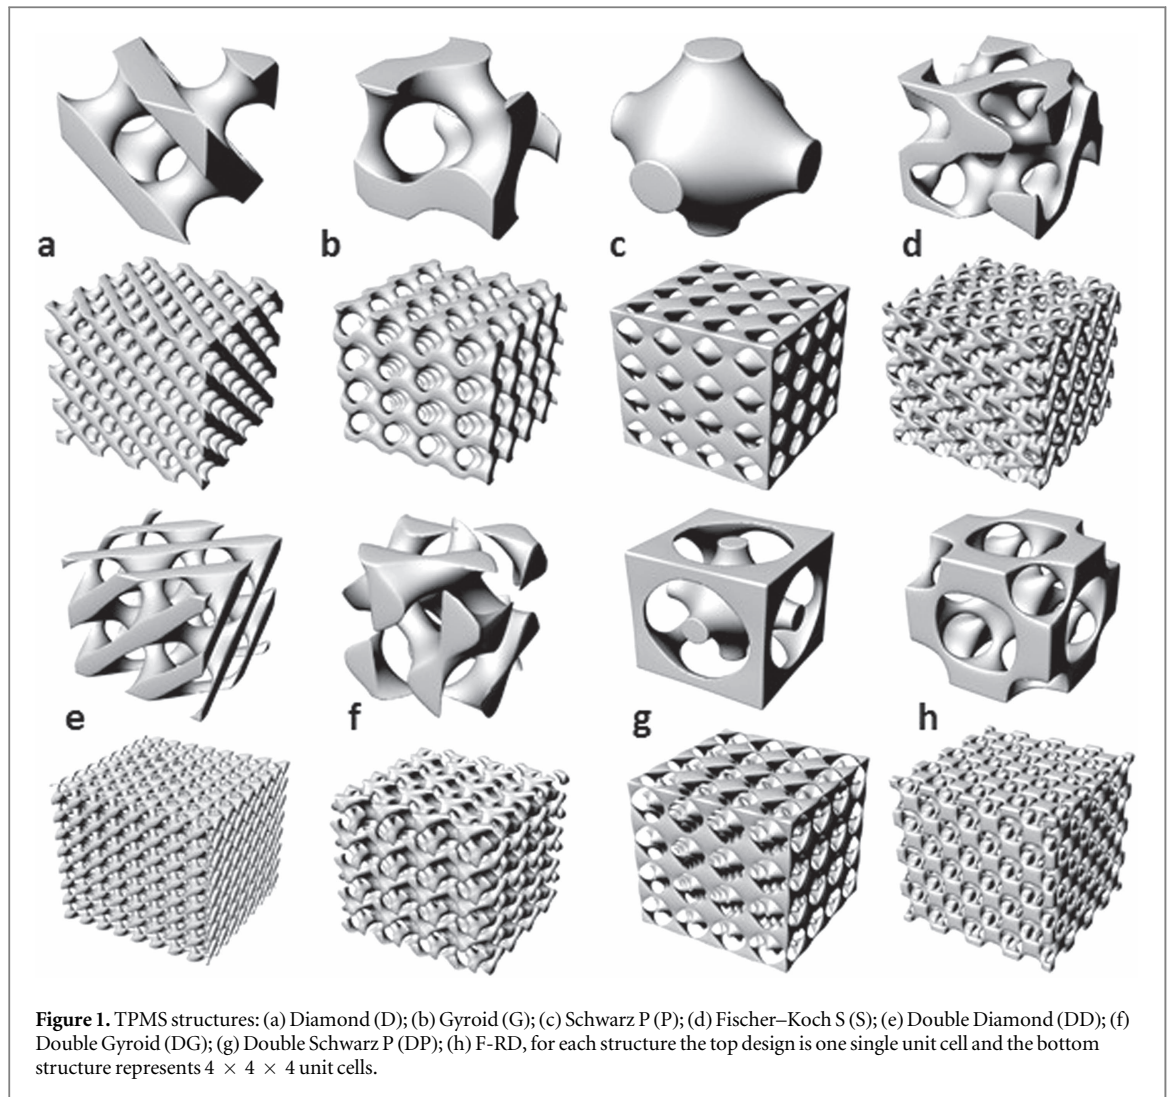 a b c d
e f g h
Figure 1. TPMS structures: (a) Diamond (D); (b) Gyroid (G); (c) Schwarz P (P); (d) Fischer–Koch S (S); (e) Double Diamond (DD); (f)
Double Gyroid (DG); (g) Double Schwarz P (DP); (h) F-RD, for each structure the top design is one single unit cell and the bottom
structure represents 4 × 4 × 4 unit cells.